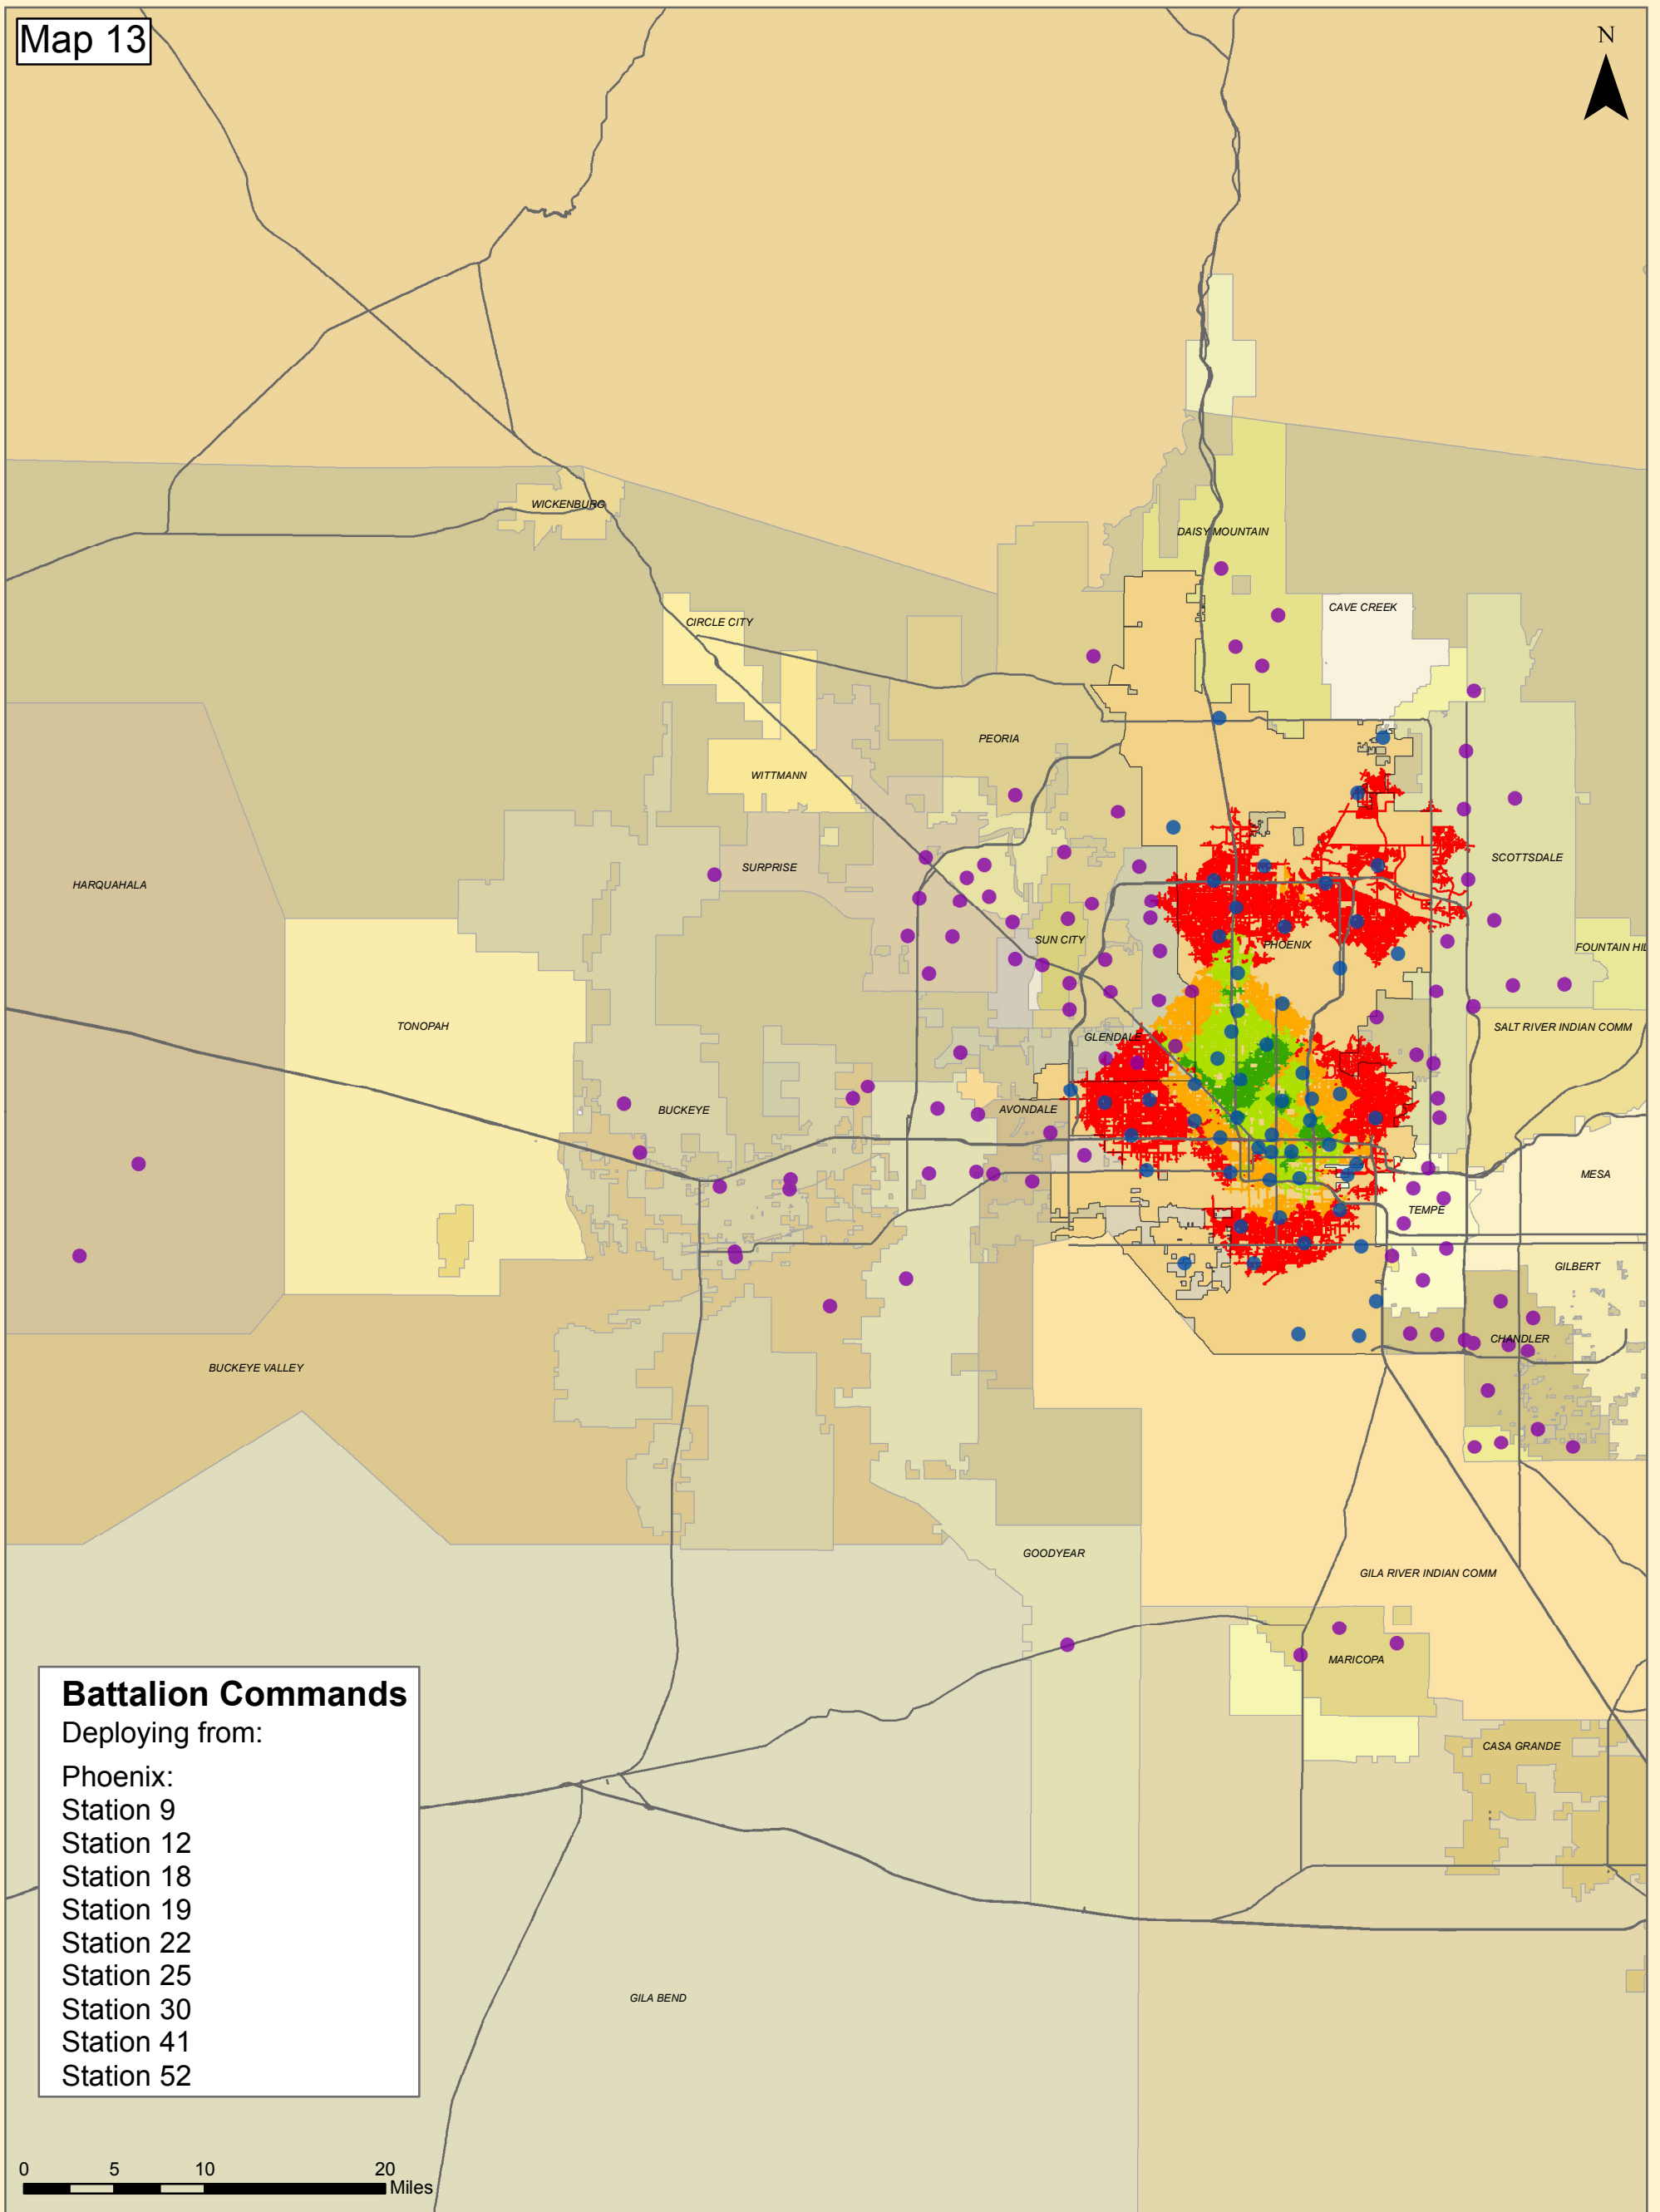 Map 13
N
WICKENBURG
DAISY MOUNTAIN
CAVE CREEK
CIRCLE CITY
PEORIA
WITTMANN
SURPRISE
SCOTTSDALE
HARQUAHALA
SUN CITY
PHOENIX
FOUNTAIN HIL
TONOPAH
SALT RIVER INDIAN COMM
GLENDALE
BUCKEYE
AVONDALE
MESA
TEMPE
GILBERT
CHANDLER
BUCKEYE VALLEY
GOODYEAR
GILA RIVER INDIAN COMM
MARICOPA
CASA GRANDE
GILA BEND
Battalion Commands
Deploying from:
Phoenix:
Station 9
Station 12
Station 18
Station 19
Station 22
Station 25
Station 30
Station 41
Station 52
0 5 10 20
Miles